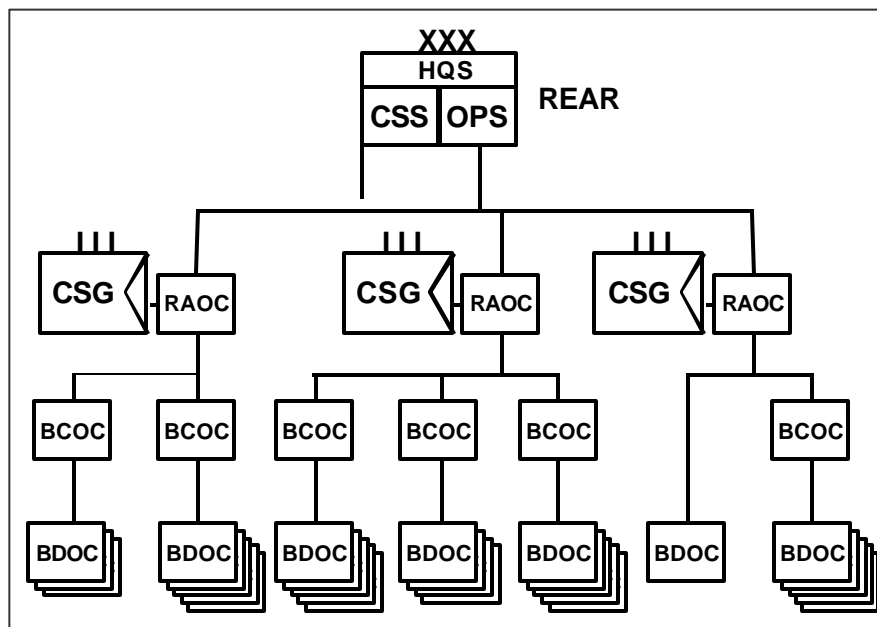 XXX
HQS
CSS OPS
REAR
III III III
CSG RAOC CSG RAOC CSG RAOC
BCOC BCOC BCOC BCOC BCOC BCOC
BDOC BDOC BDOC BDOC BDOC BDOC BDOC